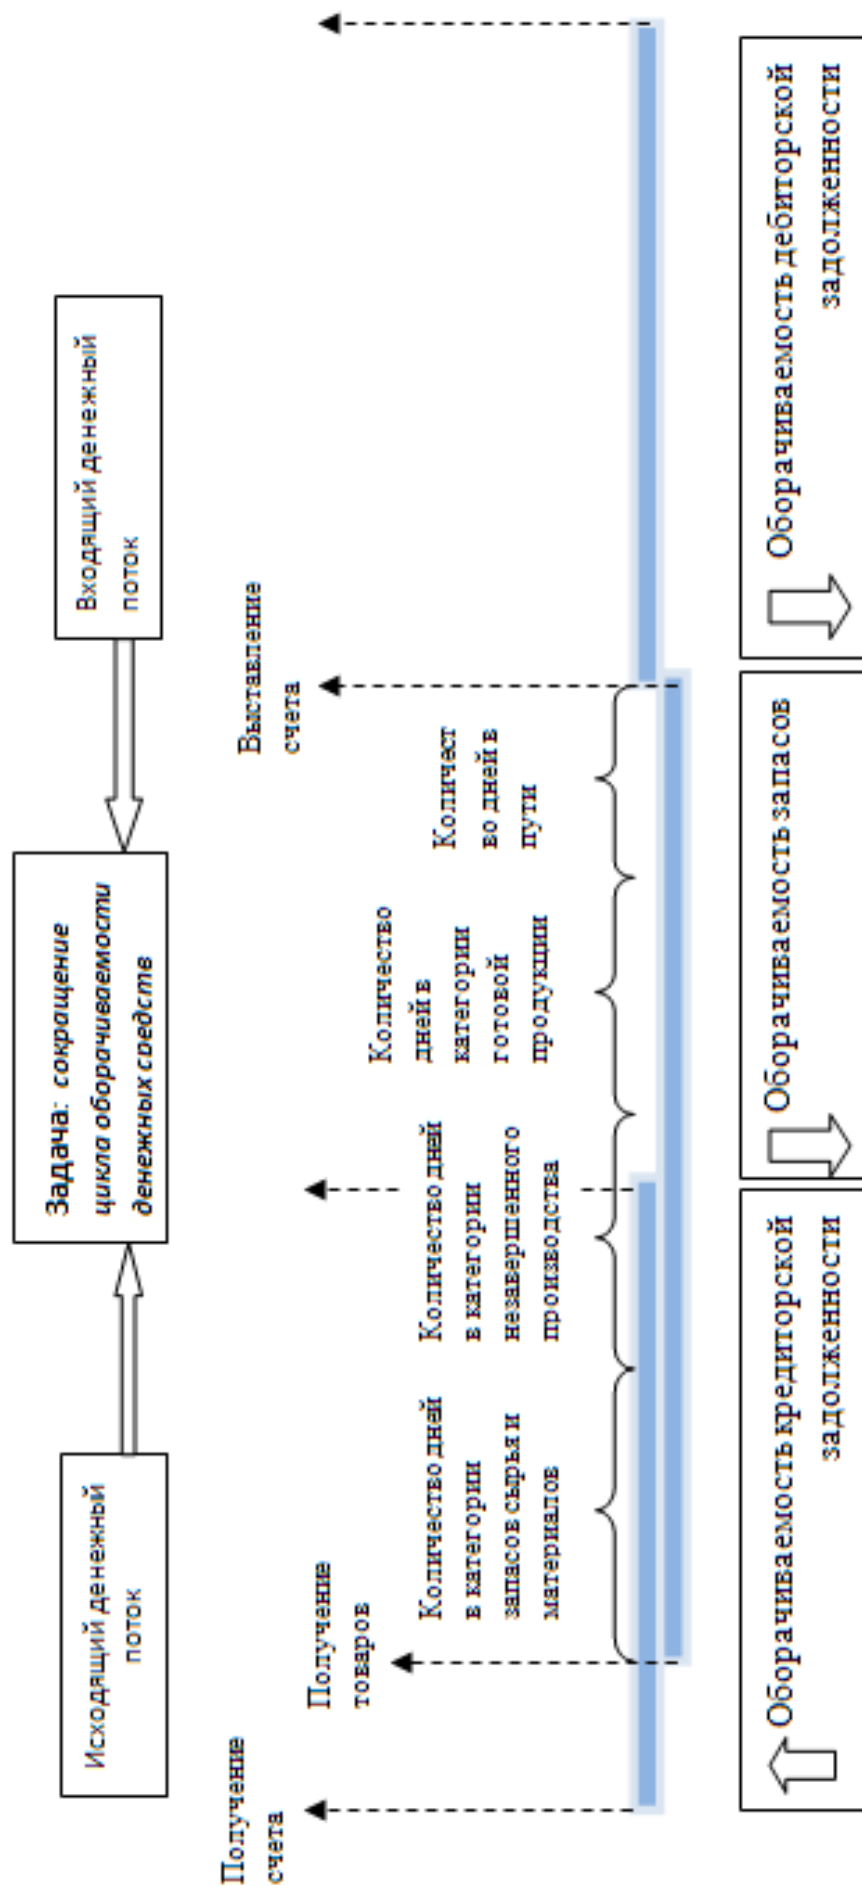 Исходящий денежный
поток
Задача: сокращение
цикла оборачиваемости
денежных средств
Входящий денежный
поток
Получение
счета
Получение
товаров
Выставление
счета
Количество дней
в категории
запасов сырья и
материалов
Количество дней
в категории
незавершенного
производства
Количество
дней в
категории
готовой
продукции
Количест
во дней в
пути
Оборачиваемость кредиторской
задолженности
Оборачиваемость запасов
Оборачиваемость дебиторской
задолженности